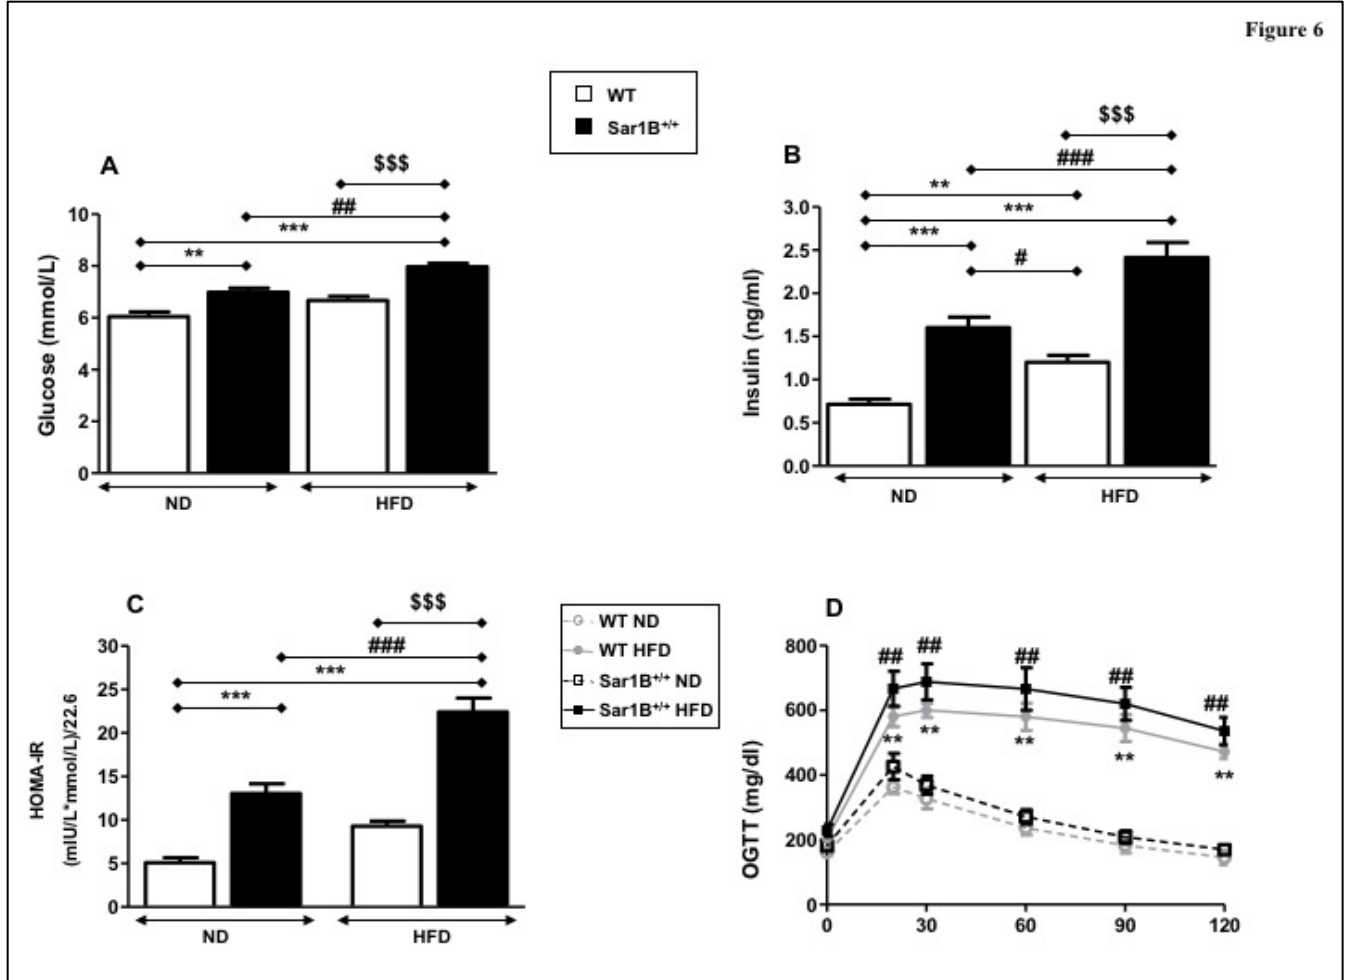 Figure 6
WT
Sar1B+/+
A
$$$
##
***
**
10
8
6
4
2
0
Glucose (mmol/L)
ND
HFD
B
$$$
###
**
***
***
#
3.0
2.5
2.0
1.5
1.0
0.5
0.0
Insulin (ng/ml)
ND
HFD
C
$$$
###
***
***
30
25
20
15
10
5
0
HOMA-IR
(mIU/L*mmol/L)/22.6
ND
HFD
WT ND
WT HFD
Sar1B+/+ ND
Sar1B+/+ HFD
D
800
600
400
200
0
OGTT (mg/dl)
## ## ## ## ##
** ** ** ** **
0 30 60 90 120